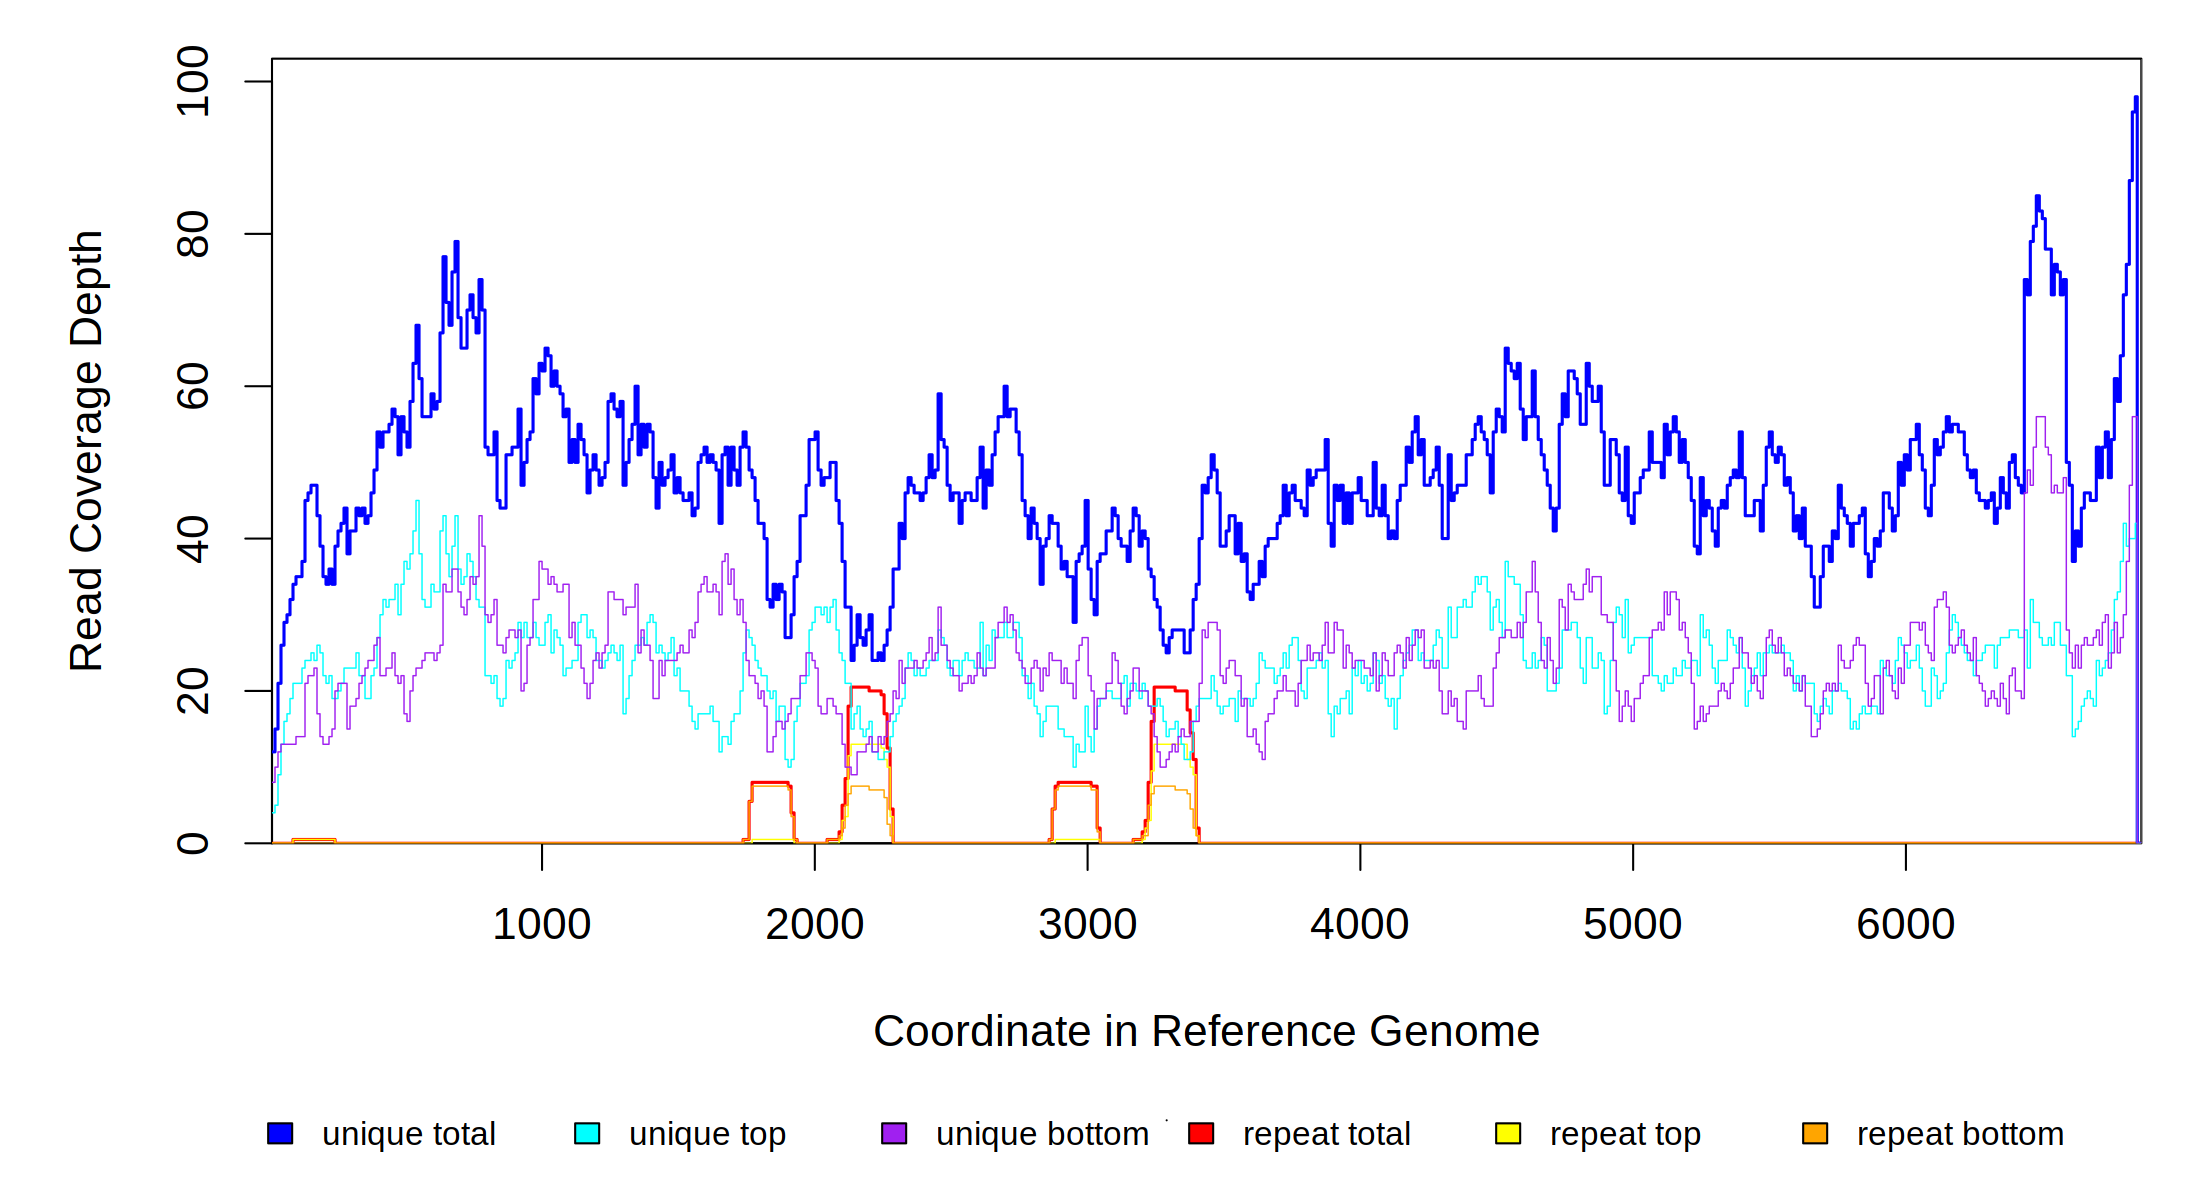 100
80
60
40
20
0
Read Coverage Depth
1000 2000 3000 4000 5000 6000
Coordinate in Reference Genome
unique total unique top unique bottom repeat total repeat top repeat bottom